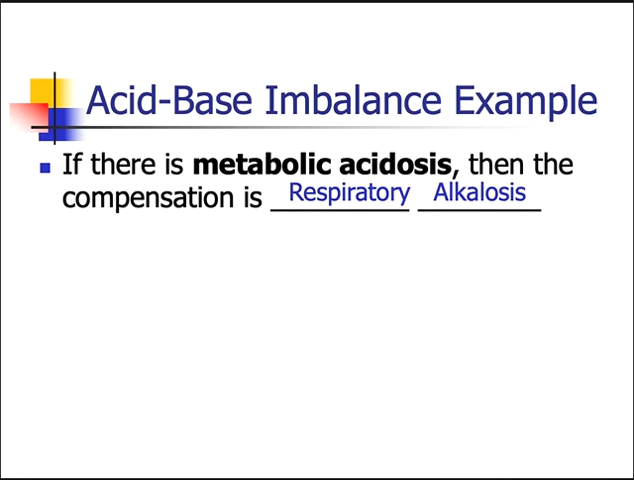 Acid-Base Imbalance Example
If there is metabolic acidosis, then the
compensation is Respiratory Alkalosis